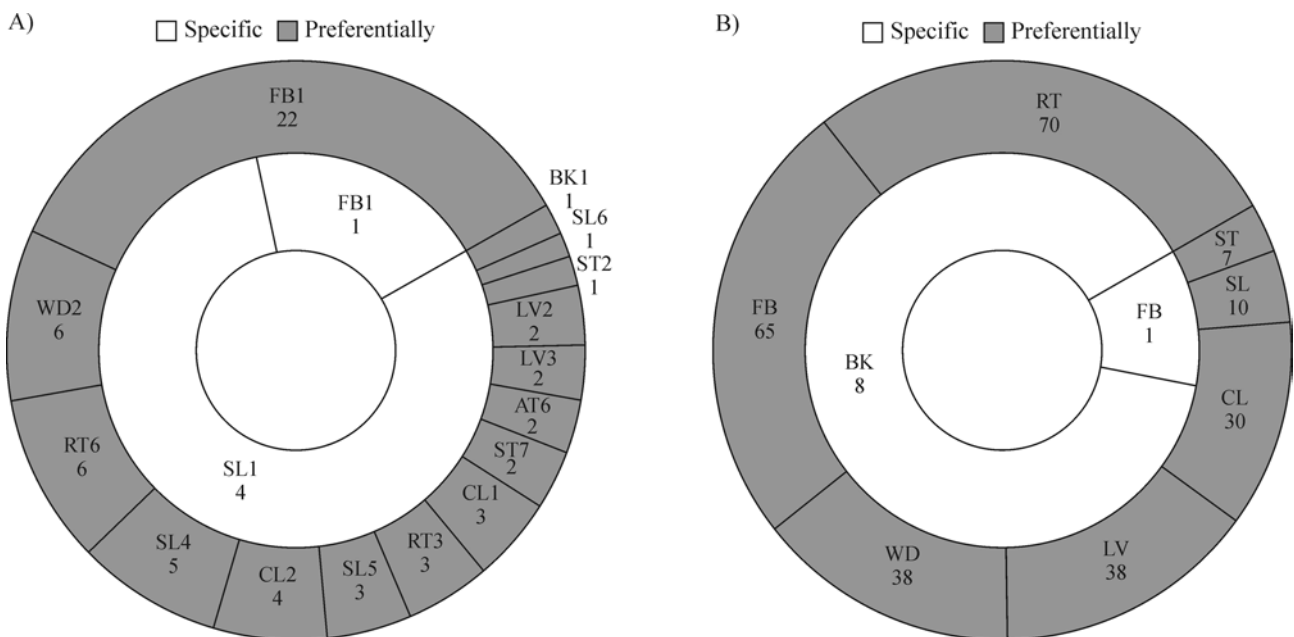 A)
Specific
Preferentially
FB1
22
BK1
1
SL6
1
ST2
1
FB1
1
LV2
2
LV3
2
AT6
2
ST7
2
CL1
3
RT3
3
SL5
3
CL2
4
SL4
5
RT6
6
WD2
6
SL1
4
B)
Specific
Preferentially
RT
70
ST
7
SL
10
FB
1
CL
30
LV
38
WD
38
FB
65
BK
8